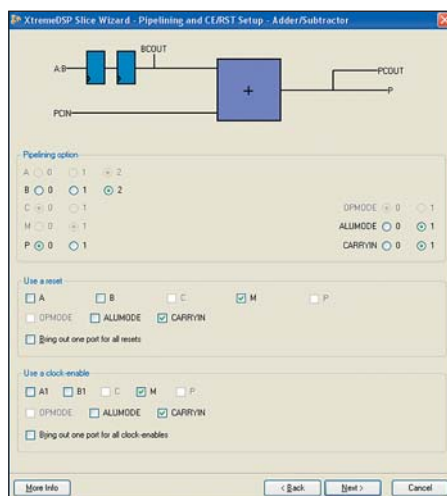 XtremeDSP Slice Wizard - Pipelining and CE/RST Setup - Adder/Subtractor
BCOUT
A:B
PCOUT
+
P
PCIN
Pipelining option
A 0 1 2
B 0 1 2
C 0 1 OPMODE 0 1
M 0 1 ALUMODE 0 1
P 0 1 CARRYIN 0 1
Use a reset
A B C M P
OPMODE ALUMODE CARRYIN
Bring out one port for all resets
Use a clock-enable
A1 B1 C M P
OPMODE ALUMODE CARRYIN
Bring out one port for all clock-enables
More Info < Back Next > Cancel